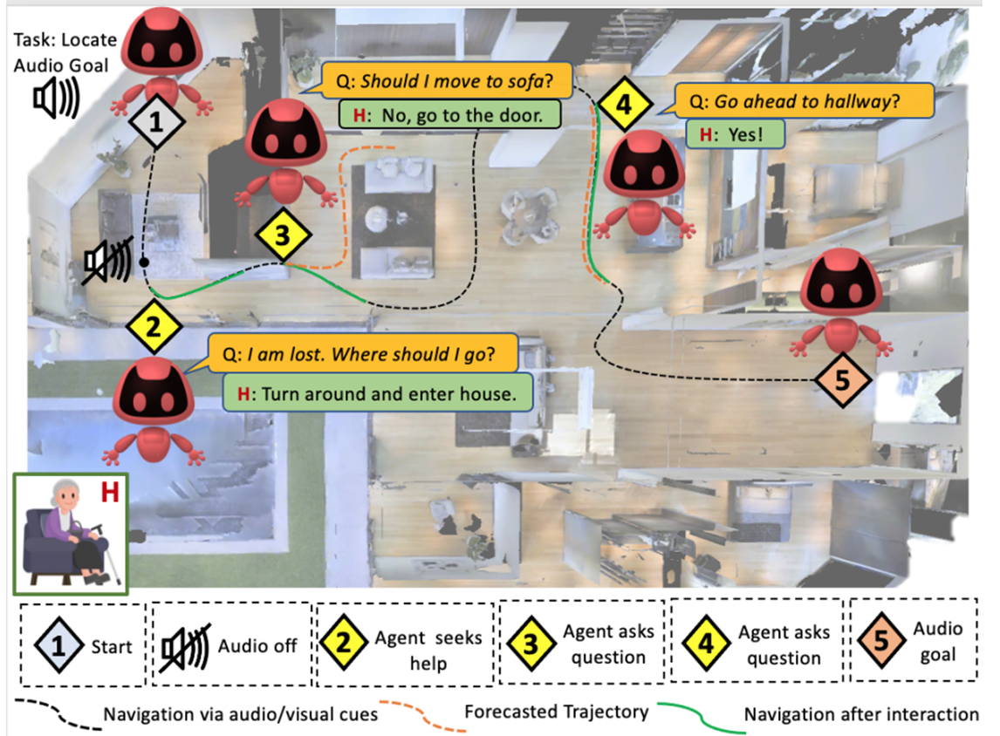 Task: Locate
Audio Goal
1
Q: Should I move to sofa?
H: No, go to the door.
4
Q: Go ahead to hallway?
H: Yes!
3
2
Q: I am lost. Where should I go?
H: Turn around and enter house.
5
H
1 Start
Audio off
2 Agent seeks
help
3 Agent asks
question
4 Agent asks
question
5 Audio
goal
Navigation via audio/visual cues
Forecasted Trajectory
Navigation after interaction